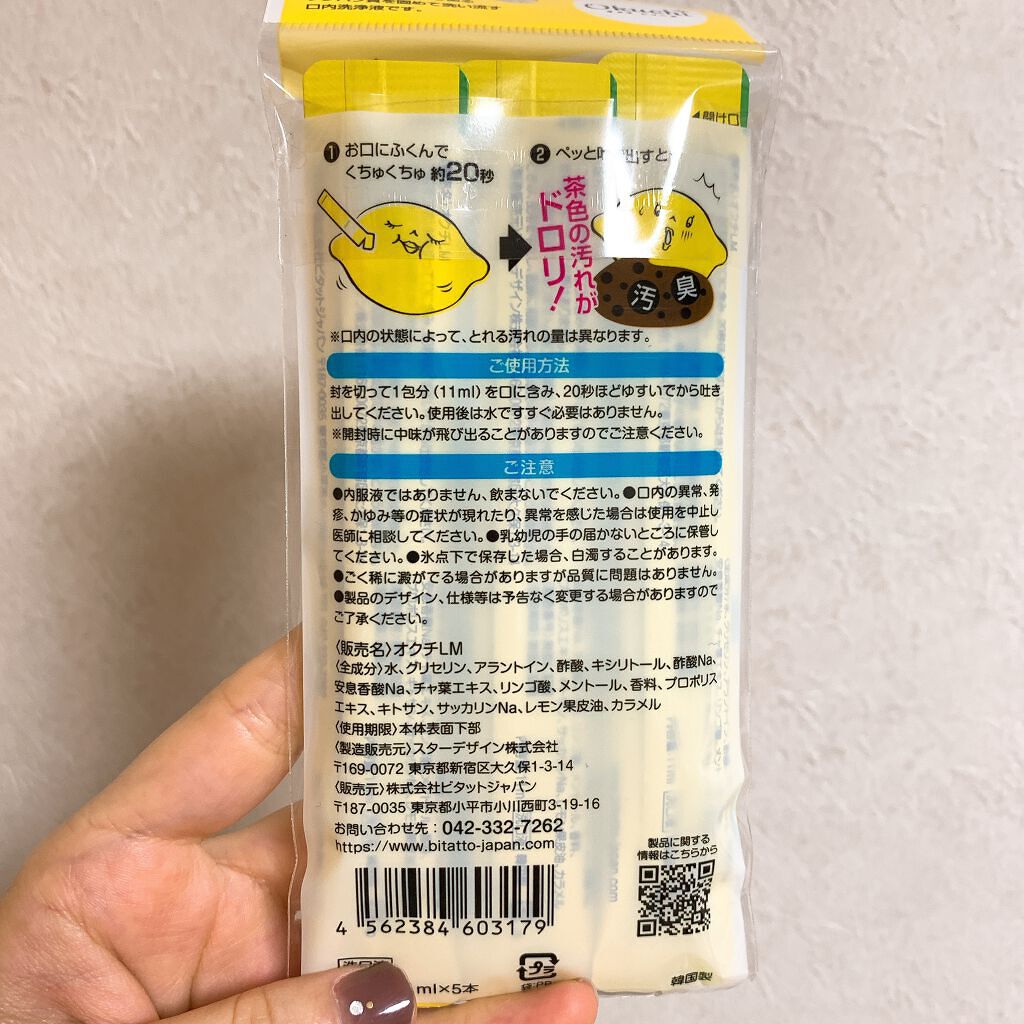 口内洗浄液です。
Okuchi
❶ お口にふくんで
くちゅくちゅ 約20秒
❷ ペッと吐き出すと
茶色の汚れが
ドロリ!
汚
臭
※口内の状態によって、とれる汚れの量は異なります。
ご使用方法
封を切って1包分(11ml)を口に含み、20秒ほどゆすいでから吐き
出してください。使用後は水ですすぐ必要はありません。
※開封時に中味が飛び出ることがありますのでご注意ください。
ご注意
●内服液ではありません、飲まないでください。●口内の異常、発
疹、かゆみ等の症状が現れたり、異常を感じた場合は使用を中止し
医師に相談してください。●乳幼児の手の届かないところに保管し
てください。●氷点下で保存した場合、白濁することがあります。
●ごく稀に澱がでる場合がありますが品質に問題はありません。
●製品のデザイン、仕様等は予告なく変更する場合がありますので
ご了承ください。
〈販売名〉オクチLM
〈全成分〉水、グリセリン、アラントイン、酢酸、キシリトール、酢酸Na、
安息香酸Na、チャ葉エキス、リンゴ酸、メントール、香料、プロポリス
エキス、キトサン、サッカリンNa、レモン果皮油、カラメル
〈使用期限〉本体表面下部
〈製造販売元〉スターデザイン株式会社
〒169-0072 東京都新宿区大久保1-3-14
〈販売元〉株式会社ビタットジャパン
〒187-0035 東京都小平市小川西町3-19-16
お問い合わせ先：042-332-7262
https://www.bitatto-japan.com
製品に関する
情報はこちらから
4 562384 603179
ml×5本
プラ
袋:PP
韓国製